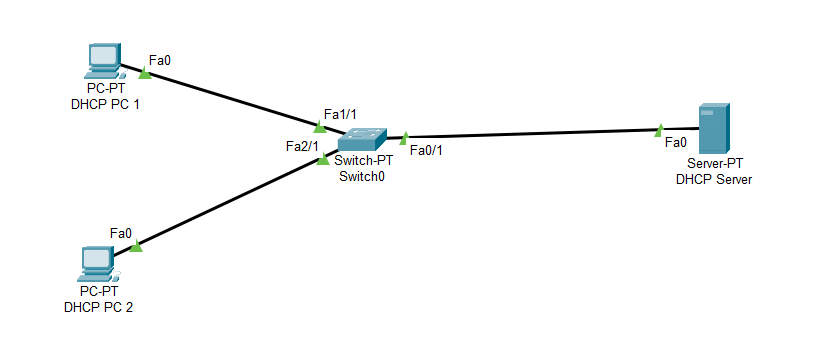 Fa0
PC-PT
DHCP PC 1
Fa1/1
Fa2/1
Fa0/1
Switch-PT
Switch0
Fa0
Server-PT
DHCP Server
Fa0
PC-PT
DHCP PC 2